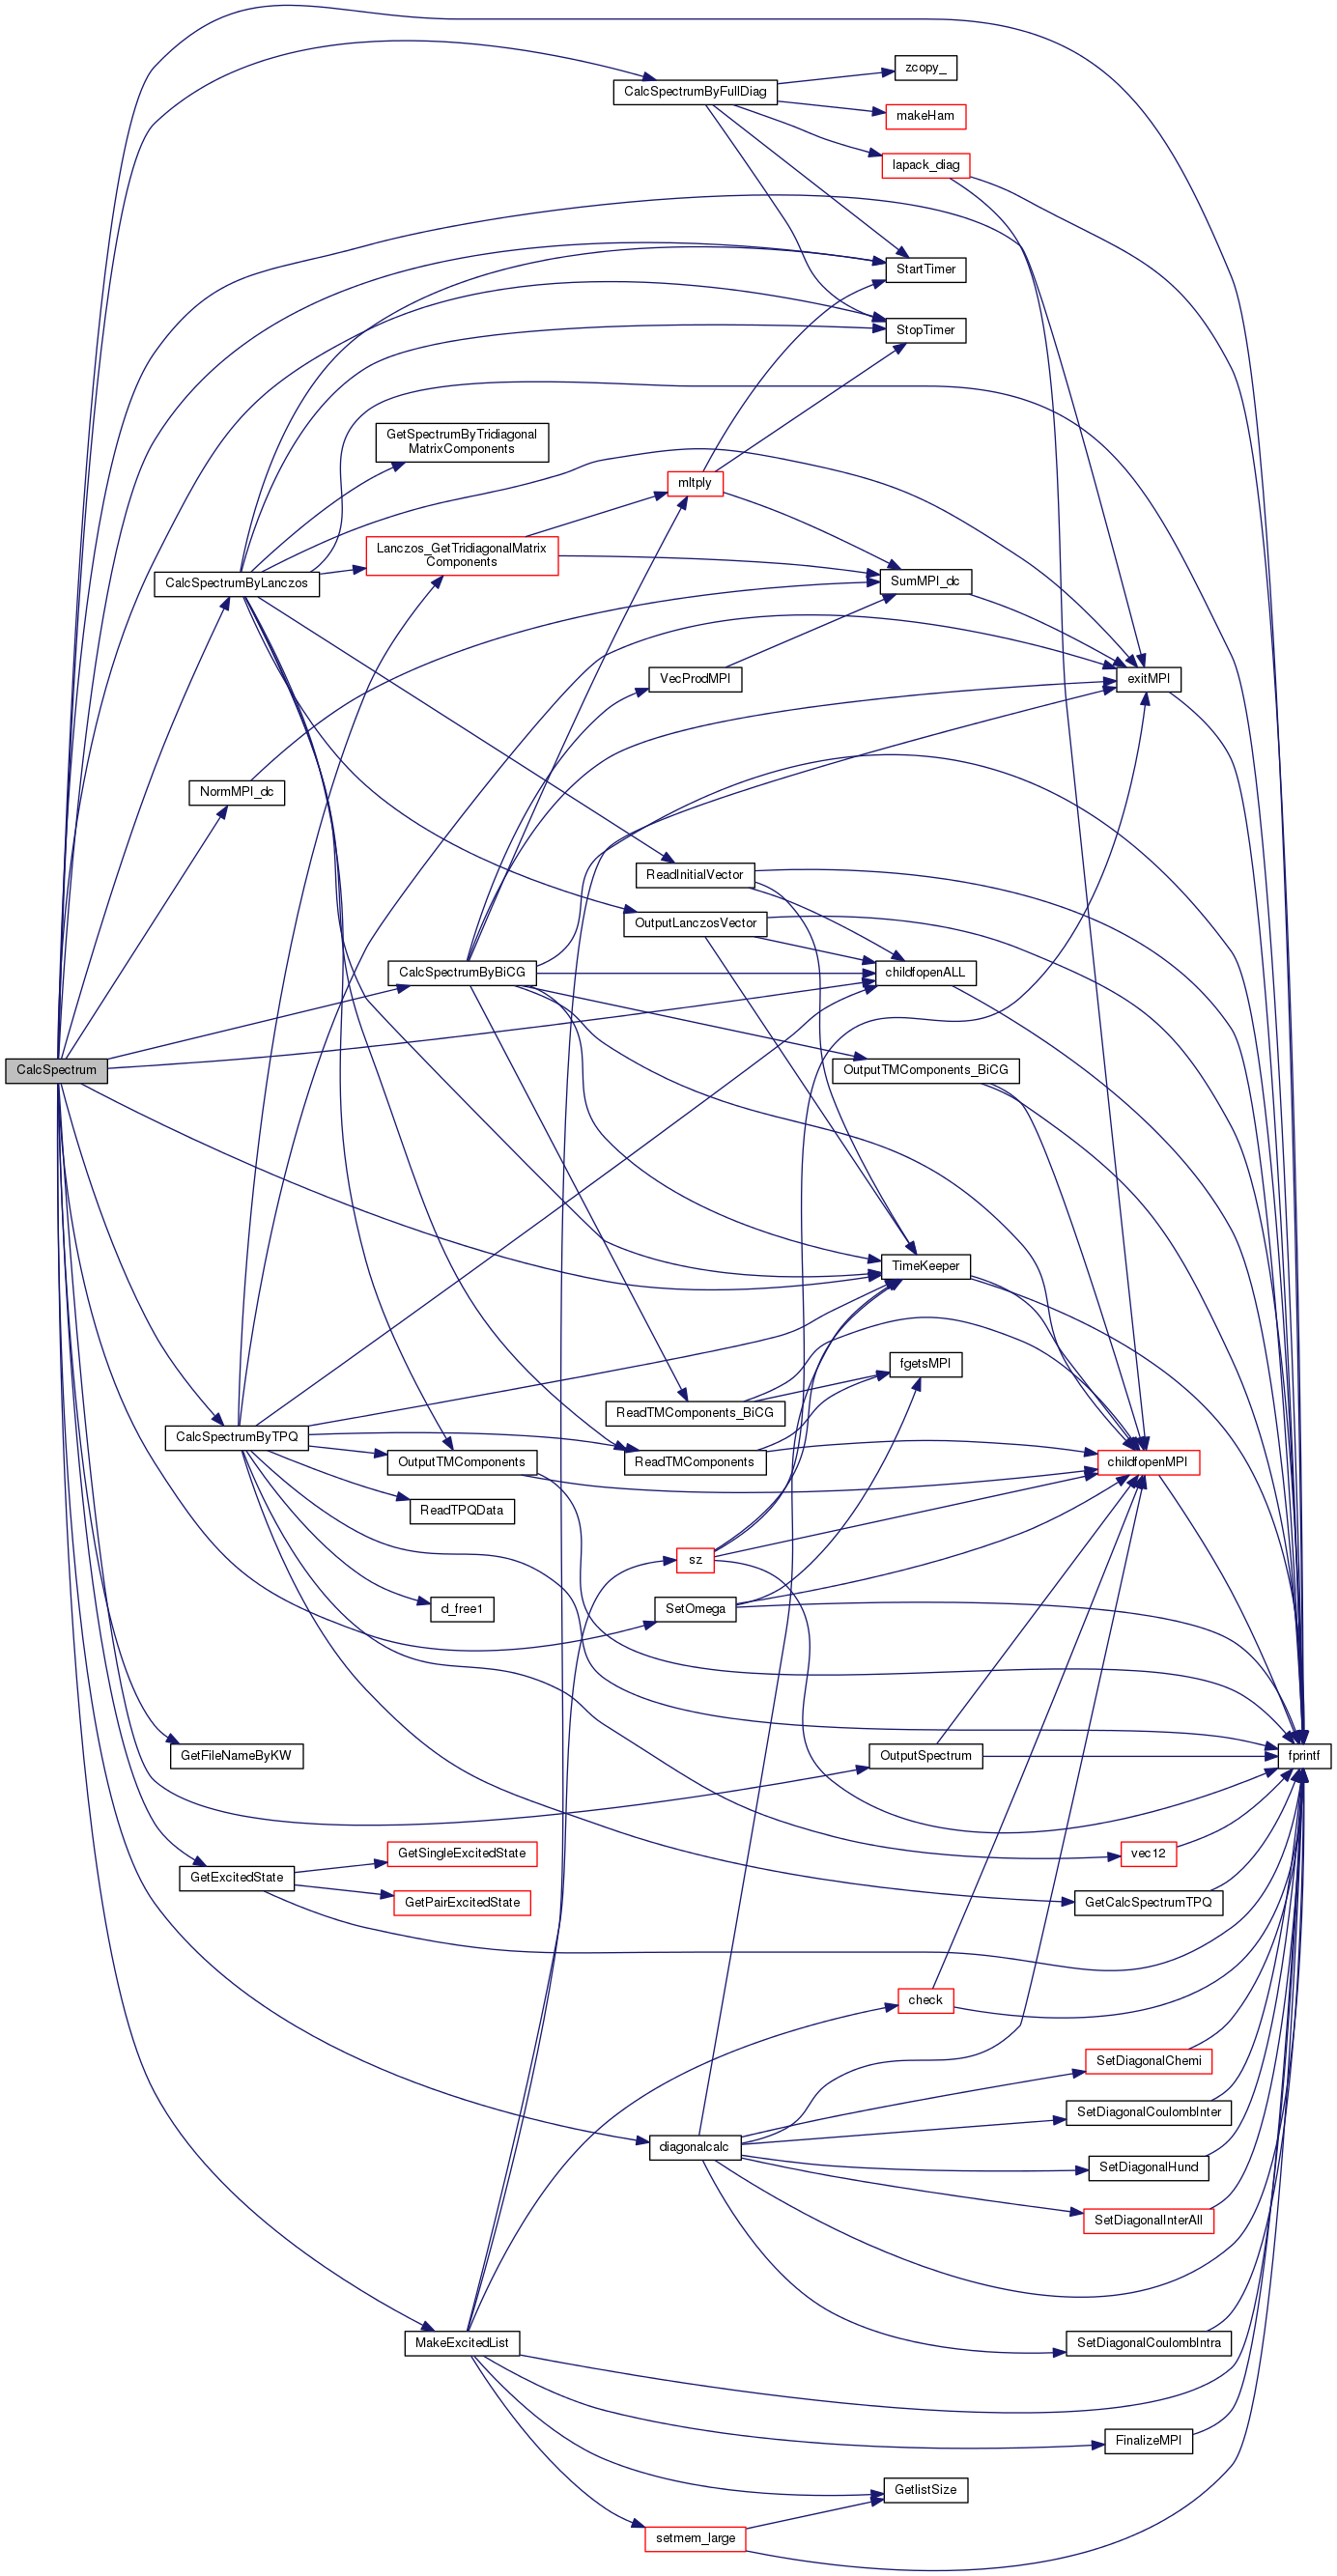 zcopy_
CalcSpectrumByFullDiag
makeHam
lapack_diag
StartTimer
StopTimer
GetSpectrumByTridiagonal
MatrixComponents
mltply
Lanczos_GetTridiagonalMatrix
Components
CalcSpectrumByLanczos
SumMPI_dc
VecProdMPI
exitMPI
NormMPI_dc
ReadInitialVector
OutputLanczosVector
CalcSpectrumByBiCG
childfopenALL
CalcSpectrum
OutputTMComponents_BiCG
TimeKeeper
fgetsMPI
ReadTMComponents_BiCG
CalcSpectrumByTPQ
OutputTMComponents
ReadTMComponents
childfopenMPI
ReadTPQData
sz
d_free1
SetOmega
GetFileNameByKW
OutputSpectrum
fprintf
GetSingleExcitedState
vec12
GetExcitedState
GetPairExcitedState
GetCalcSpectrumTPQ
check
SetDiagonalChemi
SetDiagonalCoulombInter
diagonalcalc
SetDiagonalHund
SetDiagonalInterAll
MakeExcitedList
SetDiagonalCoulombIntra
FinalizeMPI
GetlistSize
setmem_large